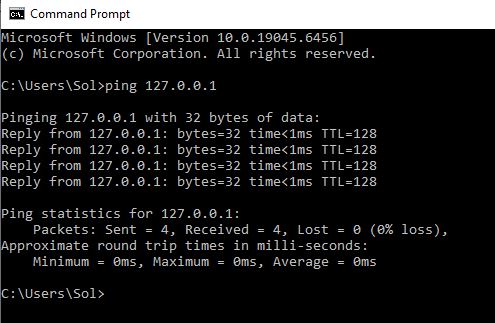 Command Prompt
Microsoft Windows [Version 10.0.19045.6456]
(c) Microsoft Corporation. All rights reserved.
C:\Users\Sol>ping 127.0.0.1
Pinging 127.0.0.1 with 32 bytes of data:
Reply from 127.0.0.1: bytes=32 time<1ms TTL=128
Reply from 127.0.0.1: bytes=32 time<1ms TTL=128
Reply from 127.0.0.1: bytes=32 time<1ms TTL=128
Reply from 127.0.0.1: bytes=32 time<1ms TTL=128
Ping statistics for 127.0.0.1:
    Packets: Sent = 4, Received = 4, Lost = 0 (0% loss),
Approximate round trip times in milli-seconds:
    Minimum = 0ms, Maximum = 0ms, Average = 0ms
C:\Users\Sol>